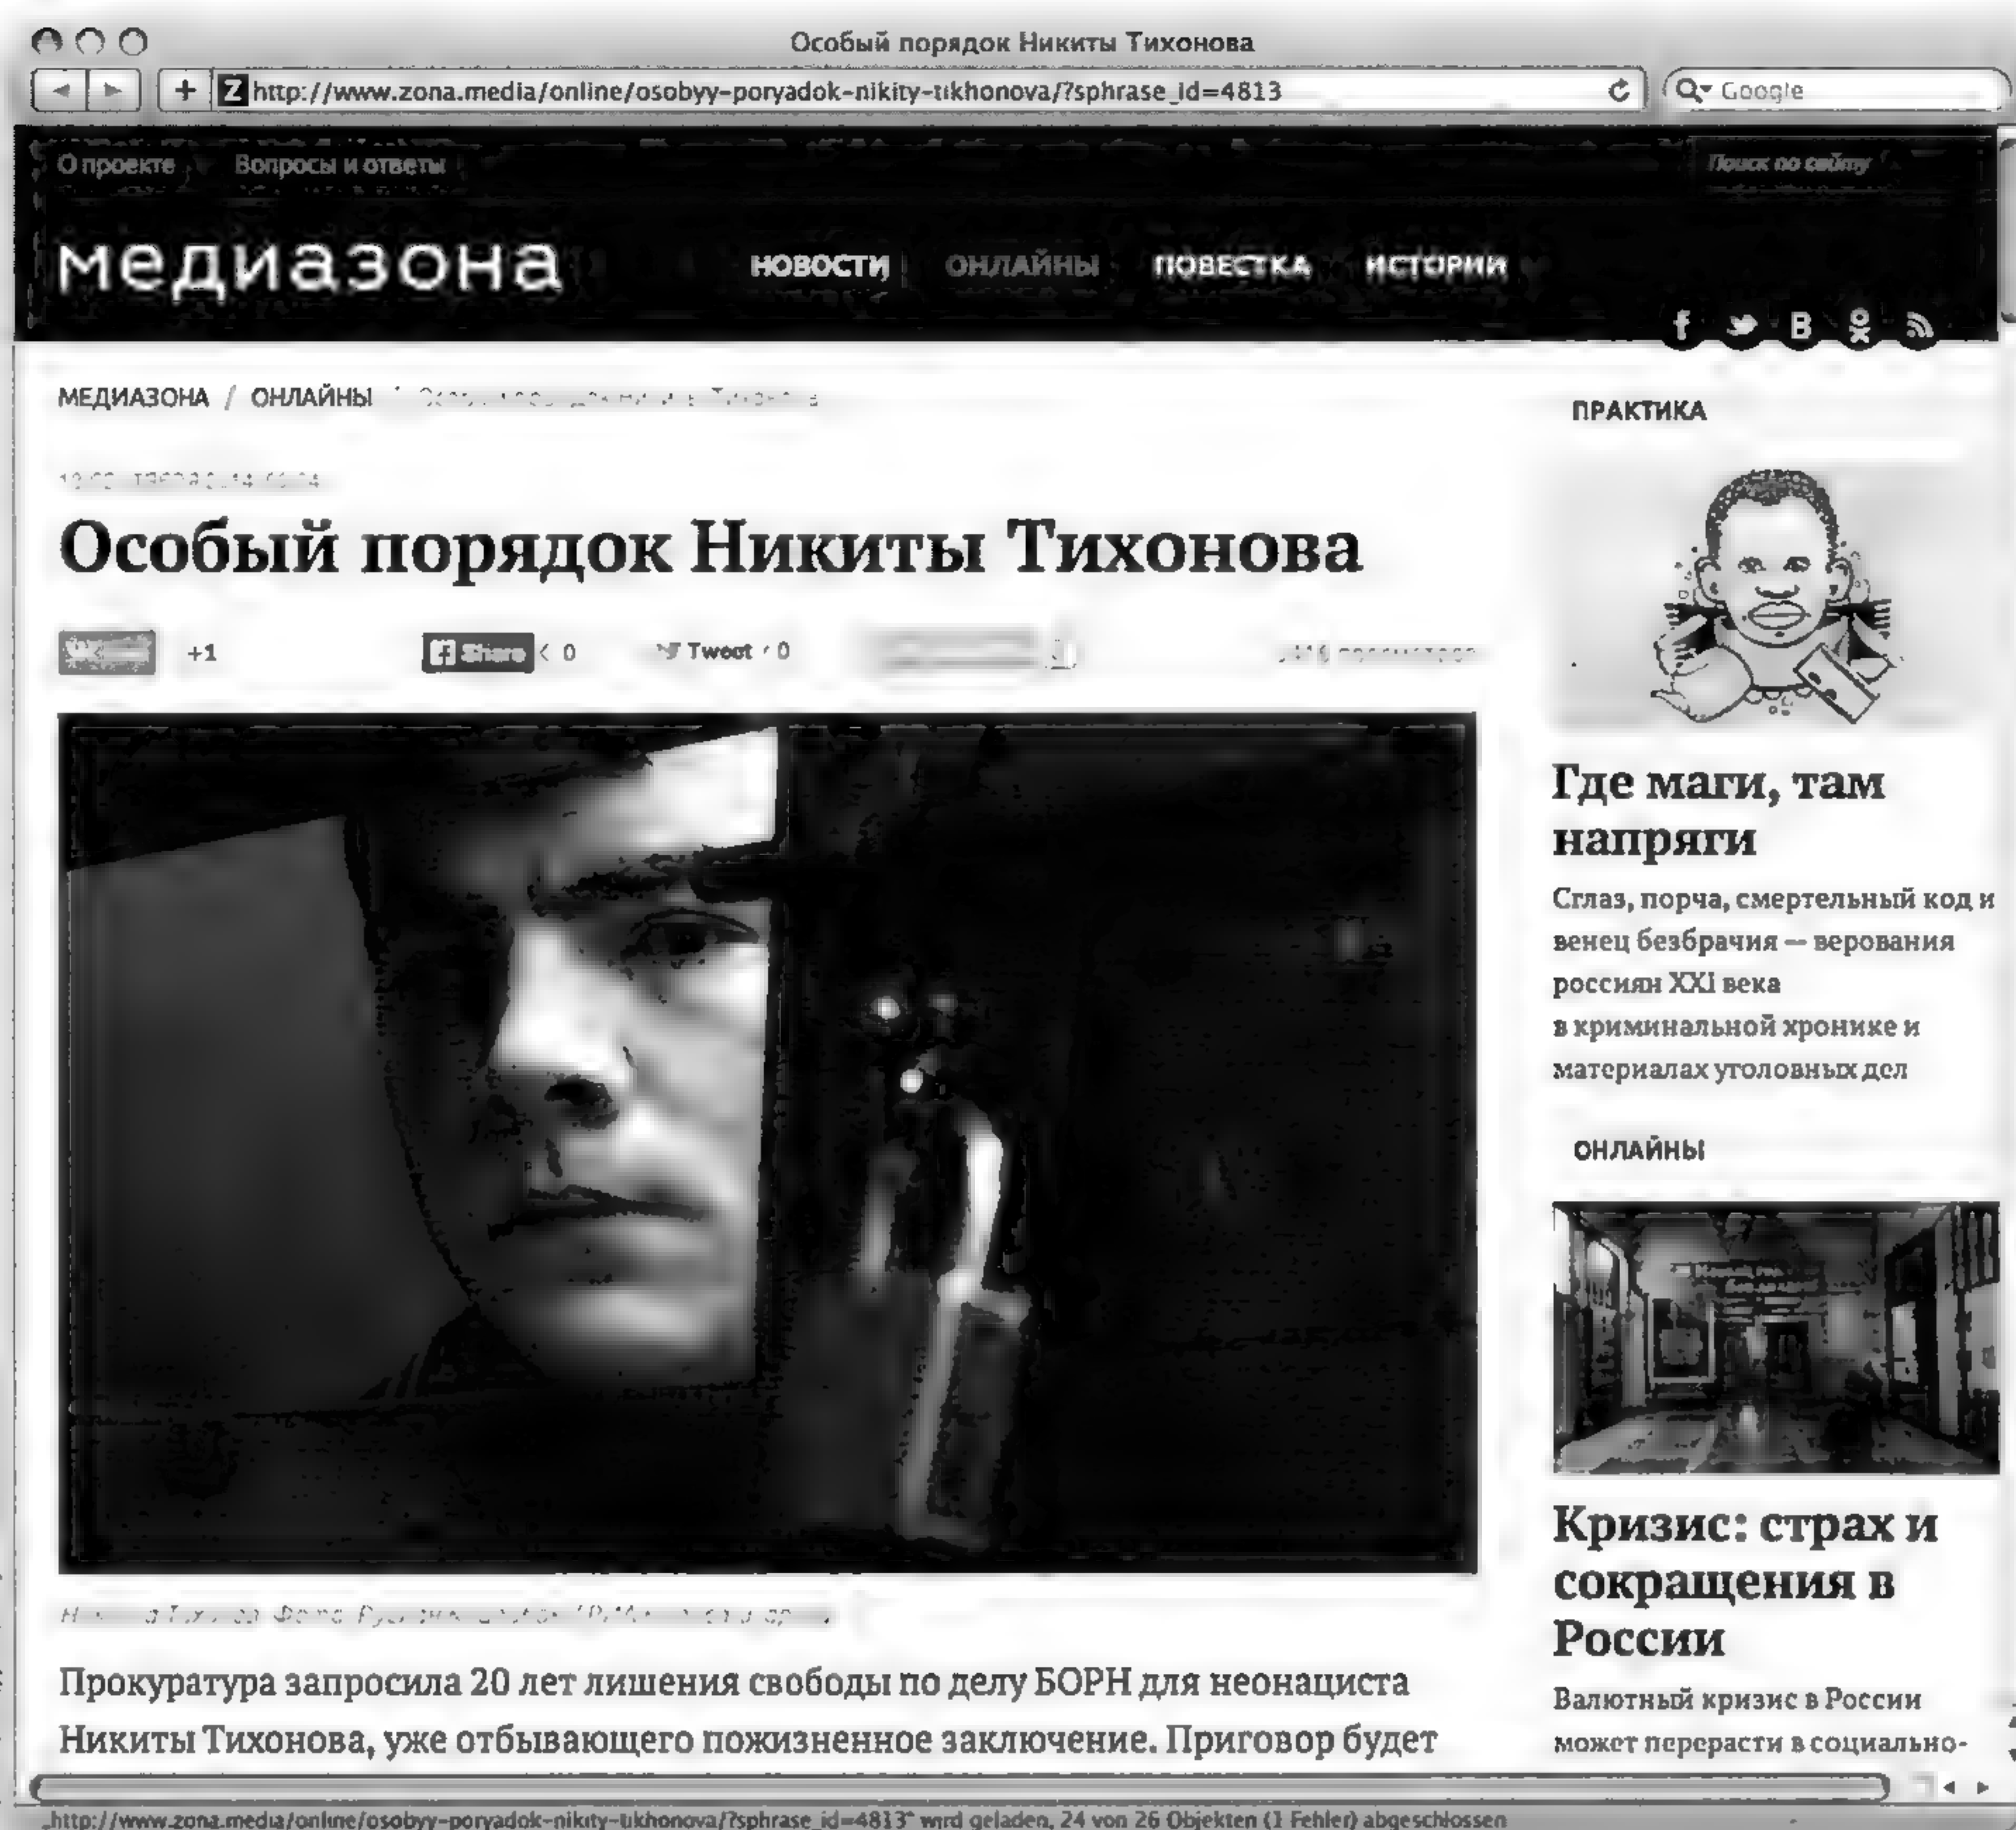 Особый порядок Никиты Тихонова
http://www.zona.media/online/osobyy-poryadok-nikity-tikhonova/?sphrase_id=4813
Google
О проекте Вопросы и ответы
Поиск по сайту
медиазона
НОВОСТИ ОНЛАЙНЫ ПОВЕСТКА ИСТОРИИ
МЕДИАЗОНА / ОНЛАЙНЫ
Особый порядок Никиты Тихонова
+1
Share 0
Tweet 0
Прокуратура запросила 20 лет лишения свободы по делу БОРН для неонациста
Никиты Тихонова, уже отбывающего пожизненное заключение. Приговор будет
ПРАКТИКА
Где маги, там
напряги
Сглаз, порча, смертельный код и
венец безбрачия — верования
россиян XXI века
в криминальной хронике и
материалах уголовных дел
ОНЛАЙНЫ
Кризис: страх и
сокращения в
России
Валютный кризис в России
может перерасти в социально-
„http://www.zona.media/online/osobyy-poryadok-nikity-tikhonova/?sphrase_id=4813“ wird geladen, 24 von 26 Objekten (1 Fehler) abgeschlossen